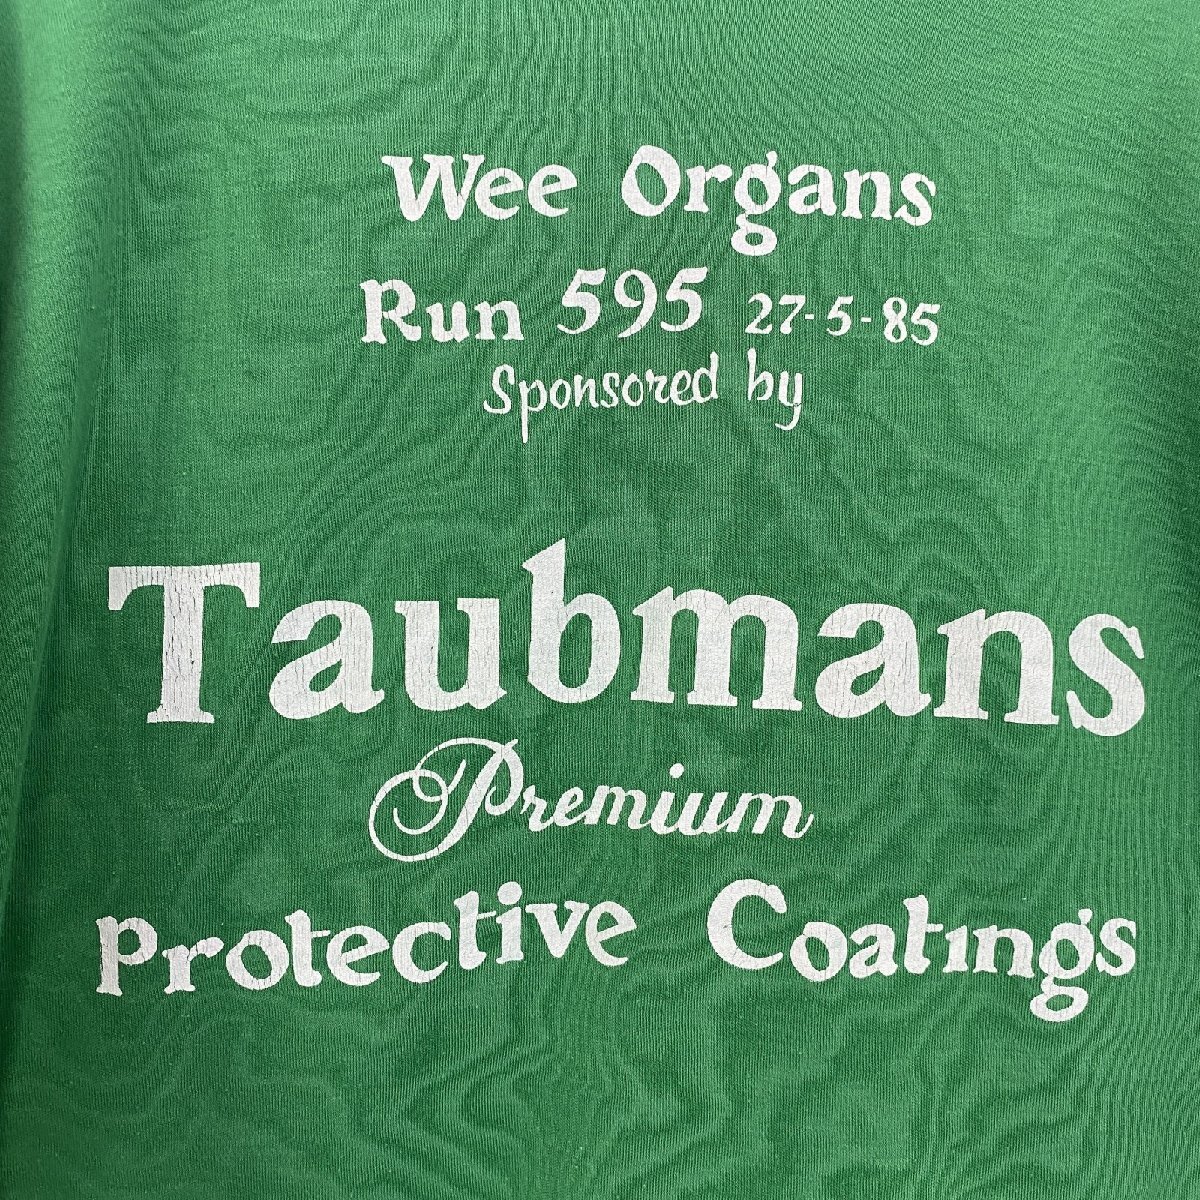 Wee Organs
Run 595 27-5-85
Sponsored by
Taubmans
Premium
Protective Coatings